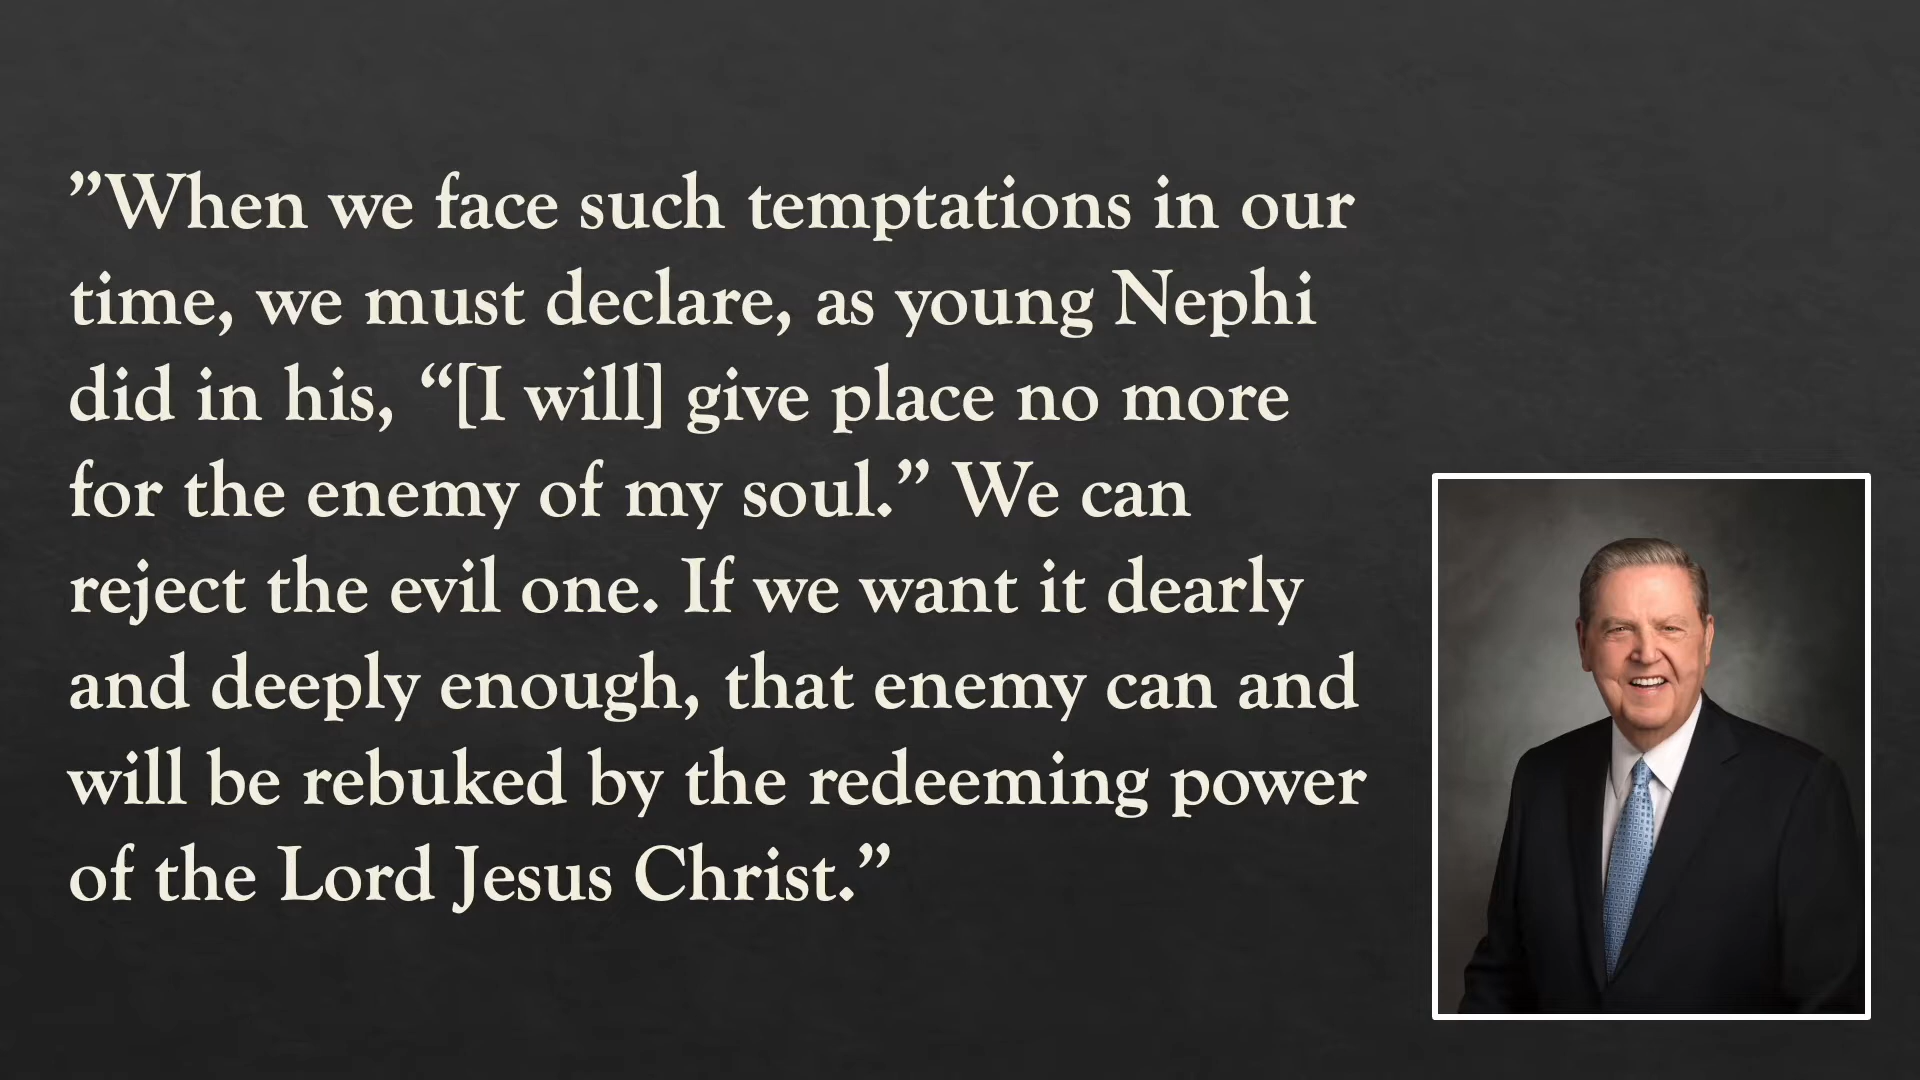 ”When we face such temptations in our
time, we must declare, as young Nephi
did in his, “[I will] give place no more
for the enemy of my soul.” We can
reject the evil one. If we want it dearly
and deeply enough, that enemy can and
will be rebuked by the redeeming power
of the Lord Jesus Christ.”